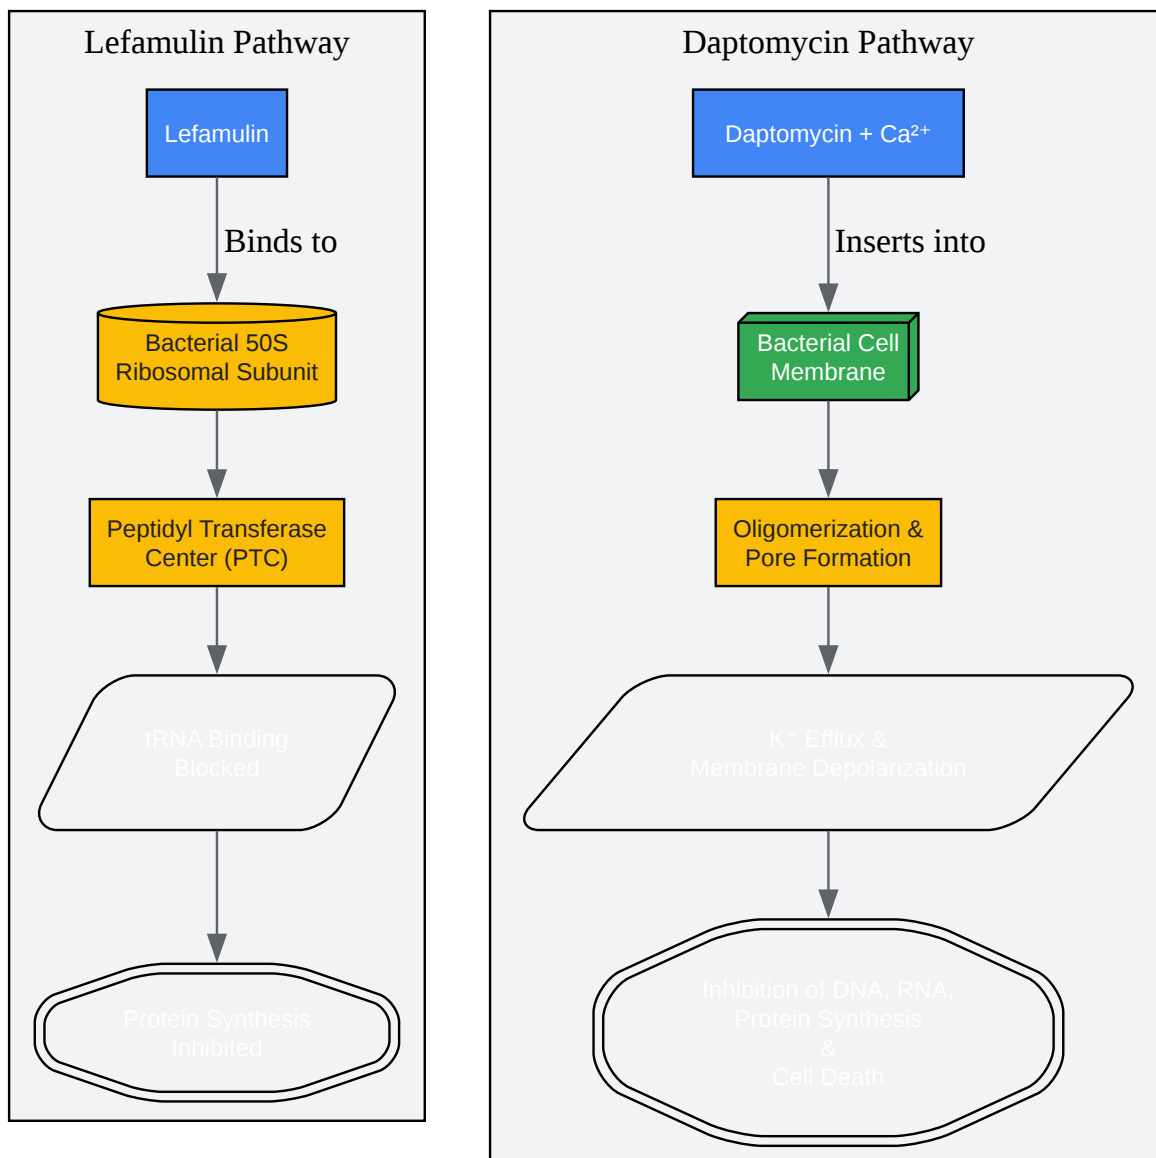 Lefamulin Pathway
Lefamulin
Binds to
Bacterial 50S
Ribosomal Subunit
Peptidyl Transferase
Center (PTC)
tRNA Binding
Blocked
Protein Synthesis
Inhibited
Daptomycin Pathway
Daptomycin + Ca²⁺
Inserts into
Bacterial Cell
Membrane
Oligomerization &
Pore Formation
K⁺ Efflux &
Membrane Depolarization
Inhibition of DNA, RNA,
Protein Synthesis
&
Cell Death